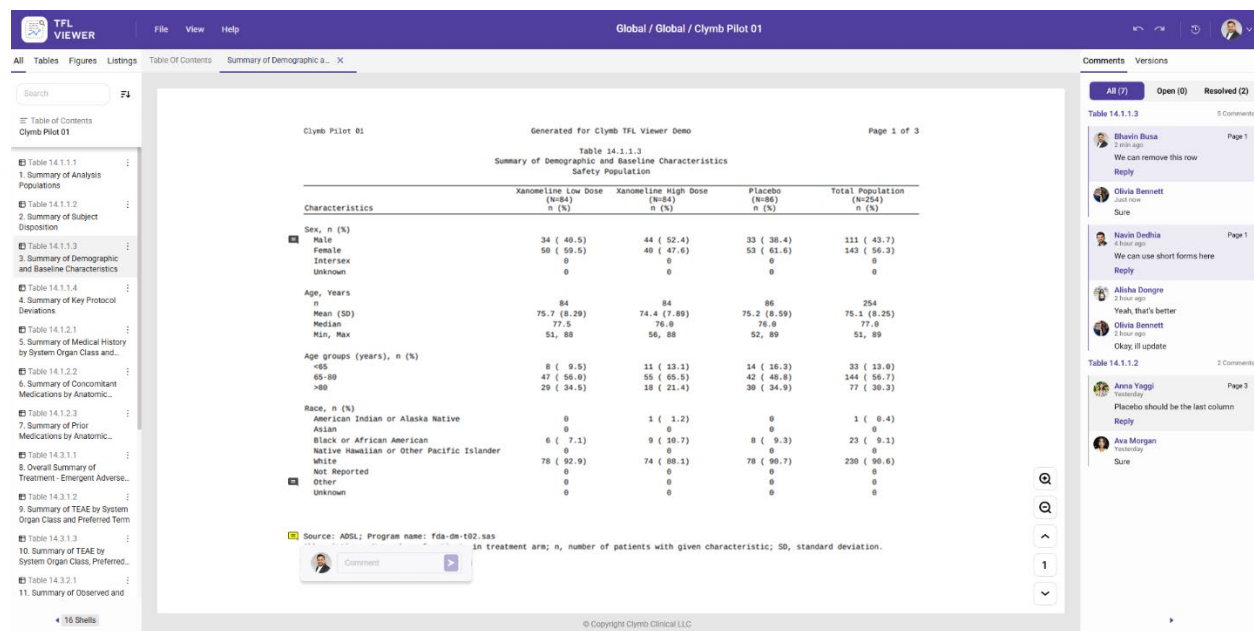 TFL
VIEWER
File View Help
Global / Global / Clymb Pilot 01
All Tables Figures Listings
Table Of Contents
Summary of Demographic a... X
Comments Versions
Search
Table of Contents
Clymb Pilot 01
Table 14.1.1.1
1. Summary of Analysis
Populations
Table 14.1.1.2
2. Summary of Subject
Disposition
Table 14.1.1.3
3. Summary of Demographic
and Baseline Characteristics
Table 14.1.1.4
4. Summary of Key Protocol
Deviations
Table 14.1.2.1
5. Summary of Medical History
by System Organ Class and...
Table 14.1.2.2
6. Summary of Concomitant
Medications by Anatomic...
Table 14.1.2.3
7. Summary of Prior
Medications by Anatomic...
Table 14.3.1.1
8. Overall Summary of
Treatment - Emergent Adverse...
Table 14.3.1.2
9. Summary of TEAE by System
Organ Class and Preferred Term
Table 14.3.1.3
10. Summary of TEAE by
System Organ Class, Preferred...
Table 14.3.2.1
11. Summary of Observed and
16 Shells
Clymb Pilot 01 Generated for Clymb TFL Viewer Demo Page 1 of 3
Table 14.1.1.3
Summary of Demographic and Baseline Characteristics
Safety Population
Xanomeline Low Dose Xanomeline High Dose Placebo Total Population
(N=84) (N=84) (N=86) (N=254)
Characteristics n (%) n (%) n (%) n (%)
Sex, n (%)
Male 34 ( 40.5) 44 ( 52.4) 33 ( 38.4) 111 ( 43.7)
Female 50 ( 59.5) 40 ( 47.6) 53 ( 61.6) 143 ( 56.3)
Intersex 0 0 0 0
Unknown 0 0 0 0
Age, Years
n 84 84 86 254
Mean (SD) 75.7 (8.29) 74.4 (7.89) 75.2 (8.59) 75.1 (8.25)
Median 77.5 76.0 76.0 77.0
Min, Max 51, 88 56, 88 52, 89 51, 89
Age groups (years), n (%)
<65 8 ( 9.5) 11 ( 13.1) 14 ( 16.3) 33 ( 13.0)
65-80 47 ( 56.0) 55 ( 65.5) 42 ( 48.8) 144 ( 56.7)
>80 29 ( 34.5) 18 ( 21.4) 30 ( 34.9) 77 ( 30.3)
Race, n (%)
American Indian or Alaska Native 0 1 ( 1.2) 0 1 ( 0.4)
Asian 0 0 0 0
Black or African American 6 ( 7.1) 9 ( 10.7) 8 ( 9.3) 23 ( 9.1)
Native Hawaiian or Other Pacific Islander 0 0 0 0
White 78 ( 92.9) 74 ( 88.1) 78 ( 90.7) 230 ( 90.6)
Not Reported 0 0 0 0
Other 0 0 0 0
Unknown 0 0 0 0
Source: ADSL; Program name: fda-dm-t02.sas
in treatment arm; n, number of patients with given characteristic; SD, standard deviation.
Comment
1
© Copyright Clymb Clinical LLC
All (7) Open (0) Resolved (2)
Table 14.1.1.3 5 Comments
Bhavin Busa Page 1
2 min ago
We can remove this row
Reply
Olivia Bennett
Just now
Sure
Navin Dedhia Page 1
4 hour ago
We can use short forms here
Reply
Alisha Dongre
2 hour ago
Yeah, that's better
Olivia Bennett
2 hour ago
Okay, ill update
Table 14.1.1.2 2 Comments
Anna Yaggi Page 3
Yesterday
Placebo should be the last column
Reply
Ava Morgan
Yesterday
Sure